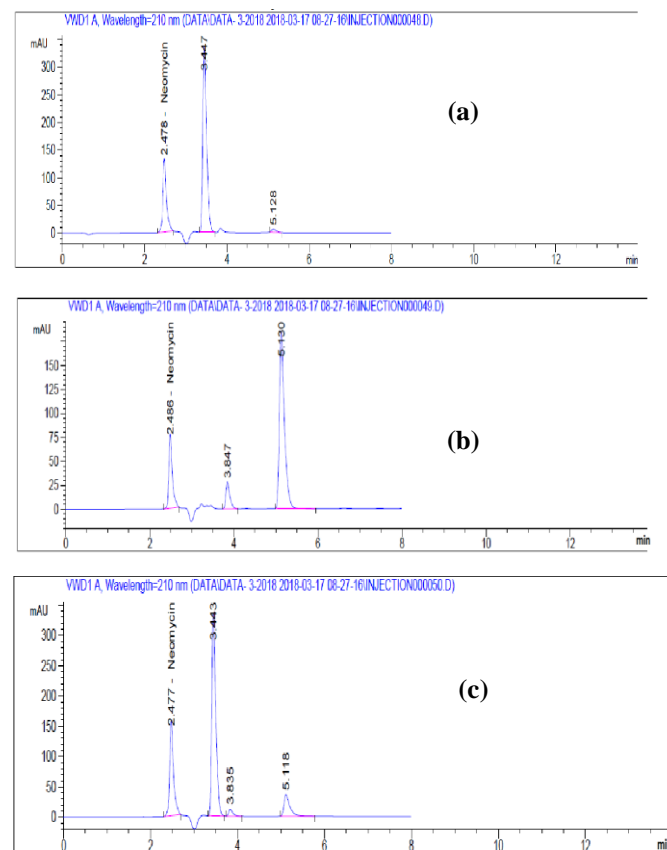 VWD1 A, Wavelength=210 nm (DATA\DATA- 3-2018 2018-03-17 08-27-16\INJECTION000048.D)
mAU
300
250
200
150
100
50
0
2.478 - Neomycin
3.447
5.128
(a)
0 2 4 6 8 10 12 min
VWD1 A, Wavelength=210 nm (DATA\DATA- 3-2018 2018-03-17 08-27-16\INJECTION000049.D)
mAU
150
125
100
75
50
25
0
2.486 - Neomycin
3.847
5.130
(b)
0 2 4 6 8 10 12 min
VWD1 A, Wavelength=210 nm (DATA\DATA- 3-2018 2018-03-17 08-27-16\INJECTION000050.D)
mAU
300
250
200
150
100
50
0
2.477 - Neomycin
3.443
3.835
5.118
(c)
0 2 4 6 8 10 12 min